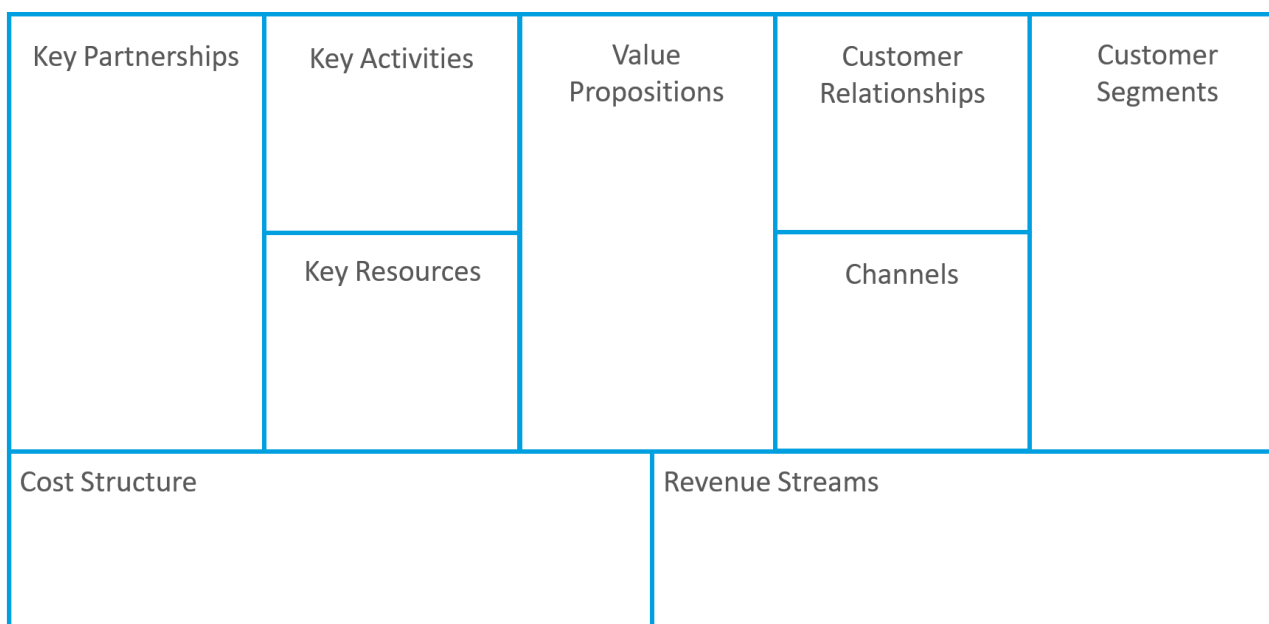 Key Partnerships
Key Activities
Key Resources
Value
Propositions
Customer
Relationships
Channels
Customer
Segments
Cost Structure
Revenue Streams